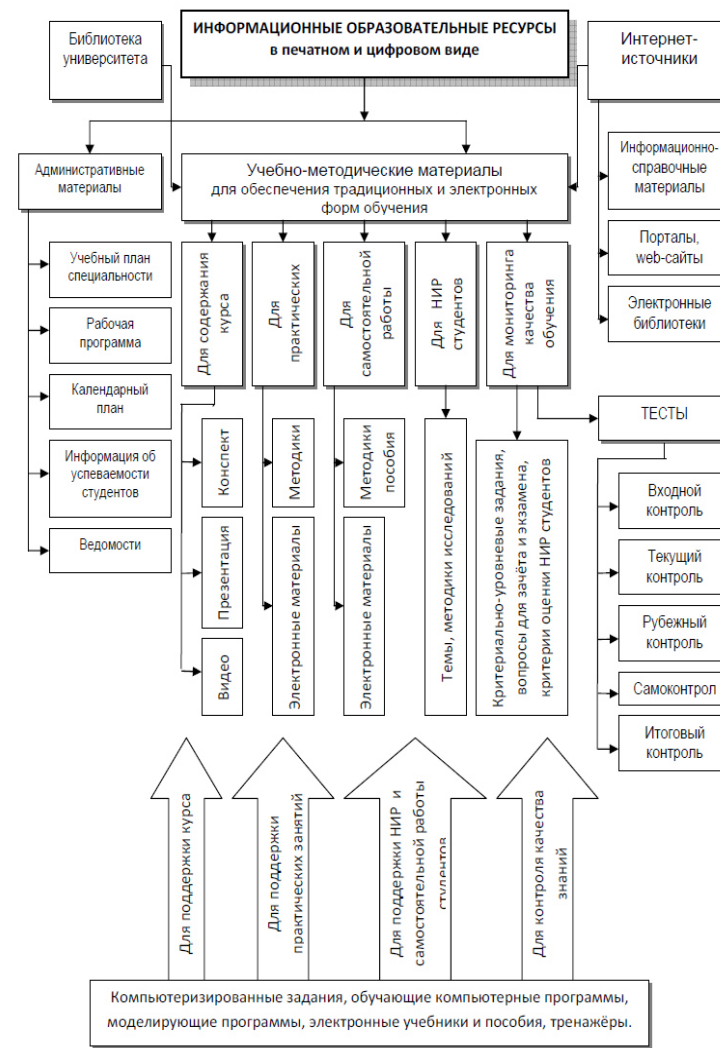 Библиотека
университета
ИНФОРМАЦИОННЫЕ ОБРАЗОВАТЕЛЬНЫЕ РЕСУРСЫ
в печатном и цифровом виде
Интернет-
источники
Административные
материалы
Учебно-методические материалы
для обеспечения традиционных и электронных
форм обучения
Информационно-
справочные
материалы
Порталы,
web-сайты
Электронные
библиотеки
Учебный план
специальности
Рабочая
программа
Календарный
план
Информация об
успеваемости
студентов
Ведомости
Для содержания
курса
Для
практических
Для
самостоятельной
работы
Для НИР
студентов
Для мониторинга
качества
обучения
Конспект
Презентация
Видео
Методики
Электронные материалы
Методики
пособия
Электронные материалы
Темы, методики исследований
Критериально-уровневые задания,
вопросы для зачёта и экзамена,
критерии оценки НИР студентов
ТЕСТЫ
Входной
контроль
Текущий
контроль
Рубежный
контроль
Самоконтрол
Итоговый
контроль
Для поддержки курса
Для поддержки
практических занятий
Для поддержки НИР и
самостоятельной работы
студентов
Для контроля качества
знаний
Компьютеризированные задания, обучающие компьютерные программы,
моделирующие программы, электронные учебники и пособия, тренажёры.